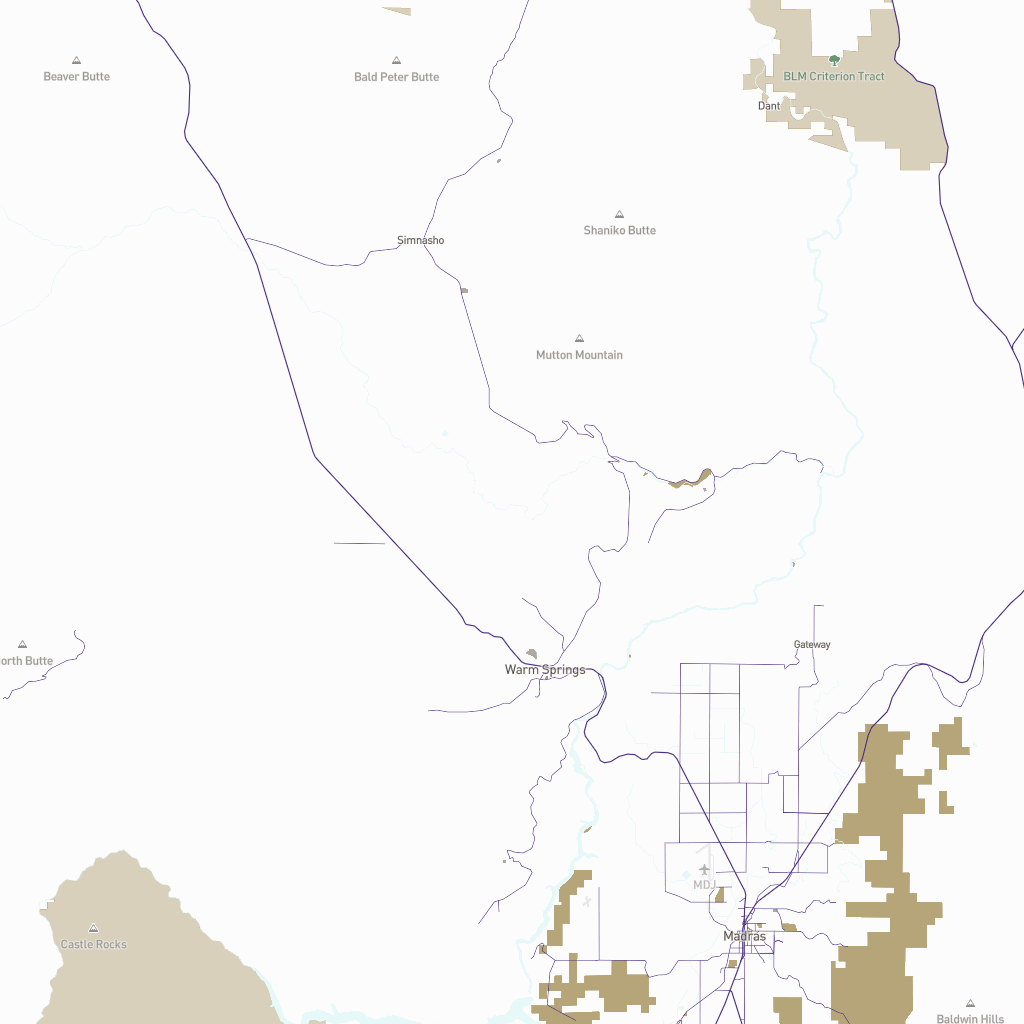 Beaver Butte
Bald Peter Butte
BLM Criterion Tract
Dant
Shaniko Butte
Simnasho
Mutton Mountain
Gateway
orth Butte
Warm Springs
MDJ
Madras
Castle Rocks
Baldwin Hills